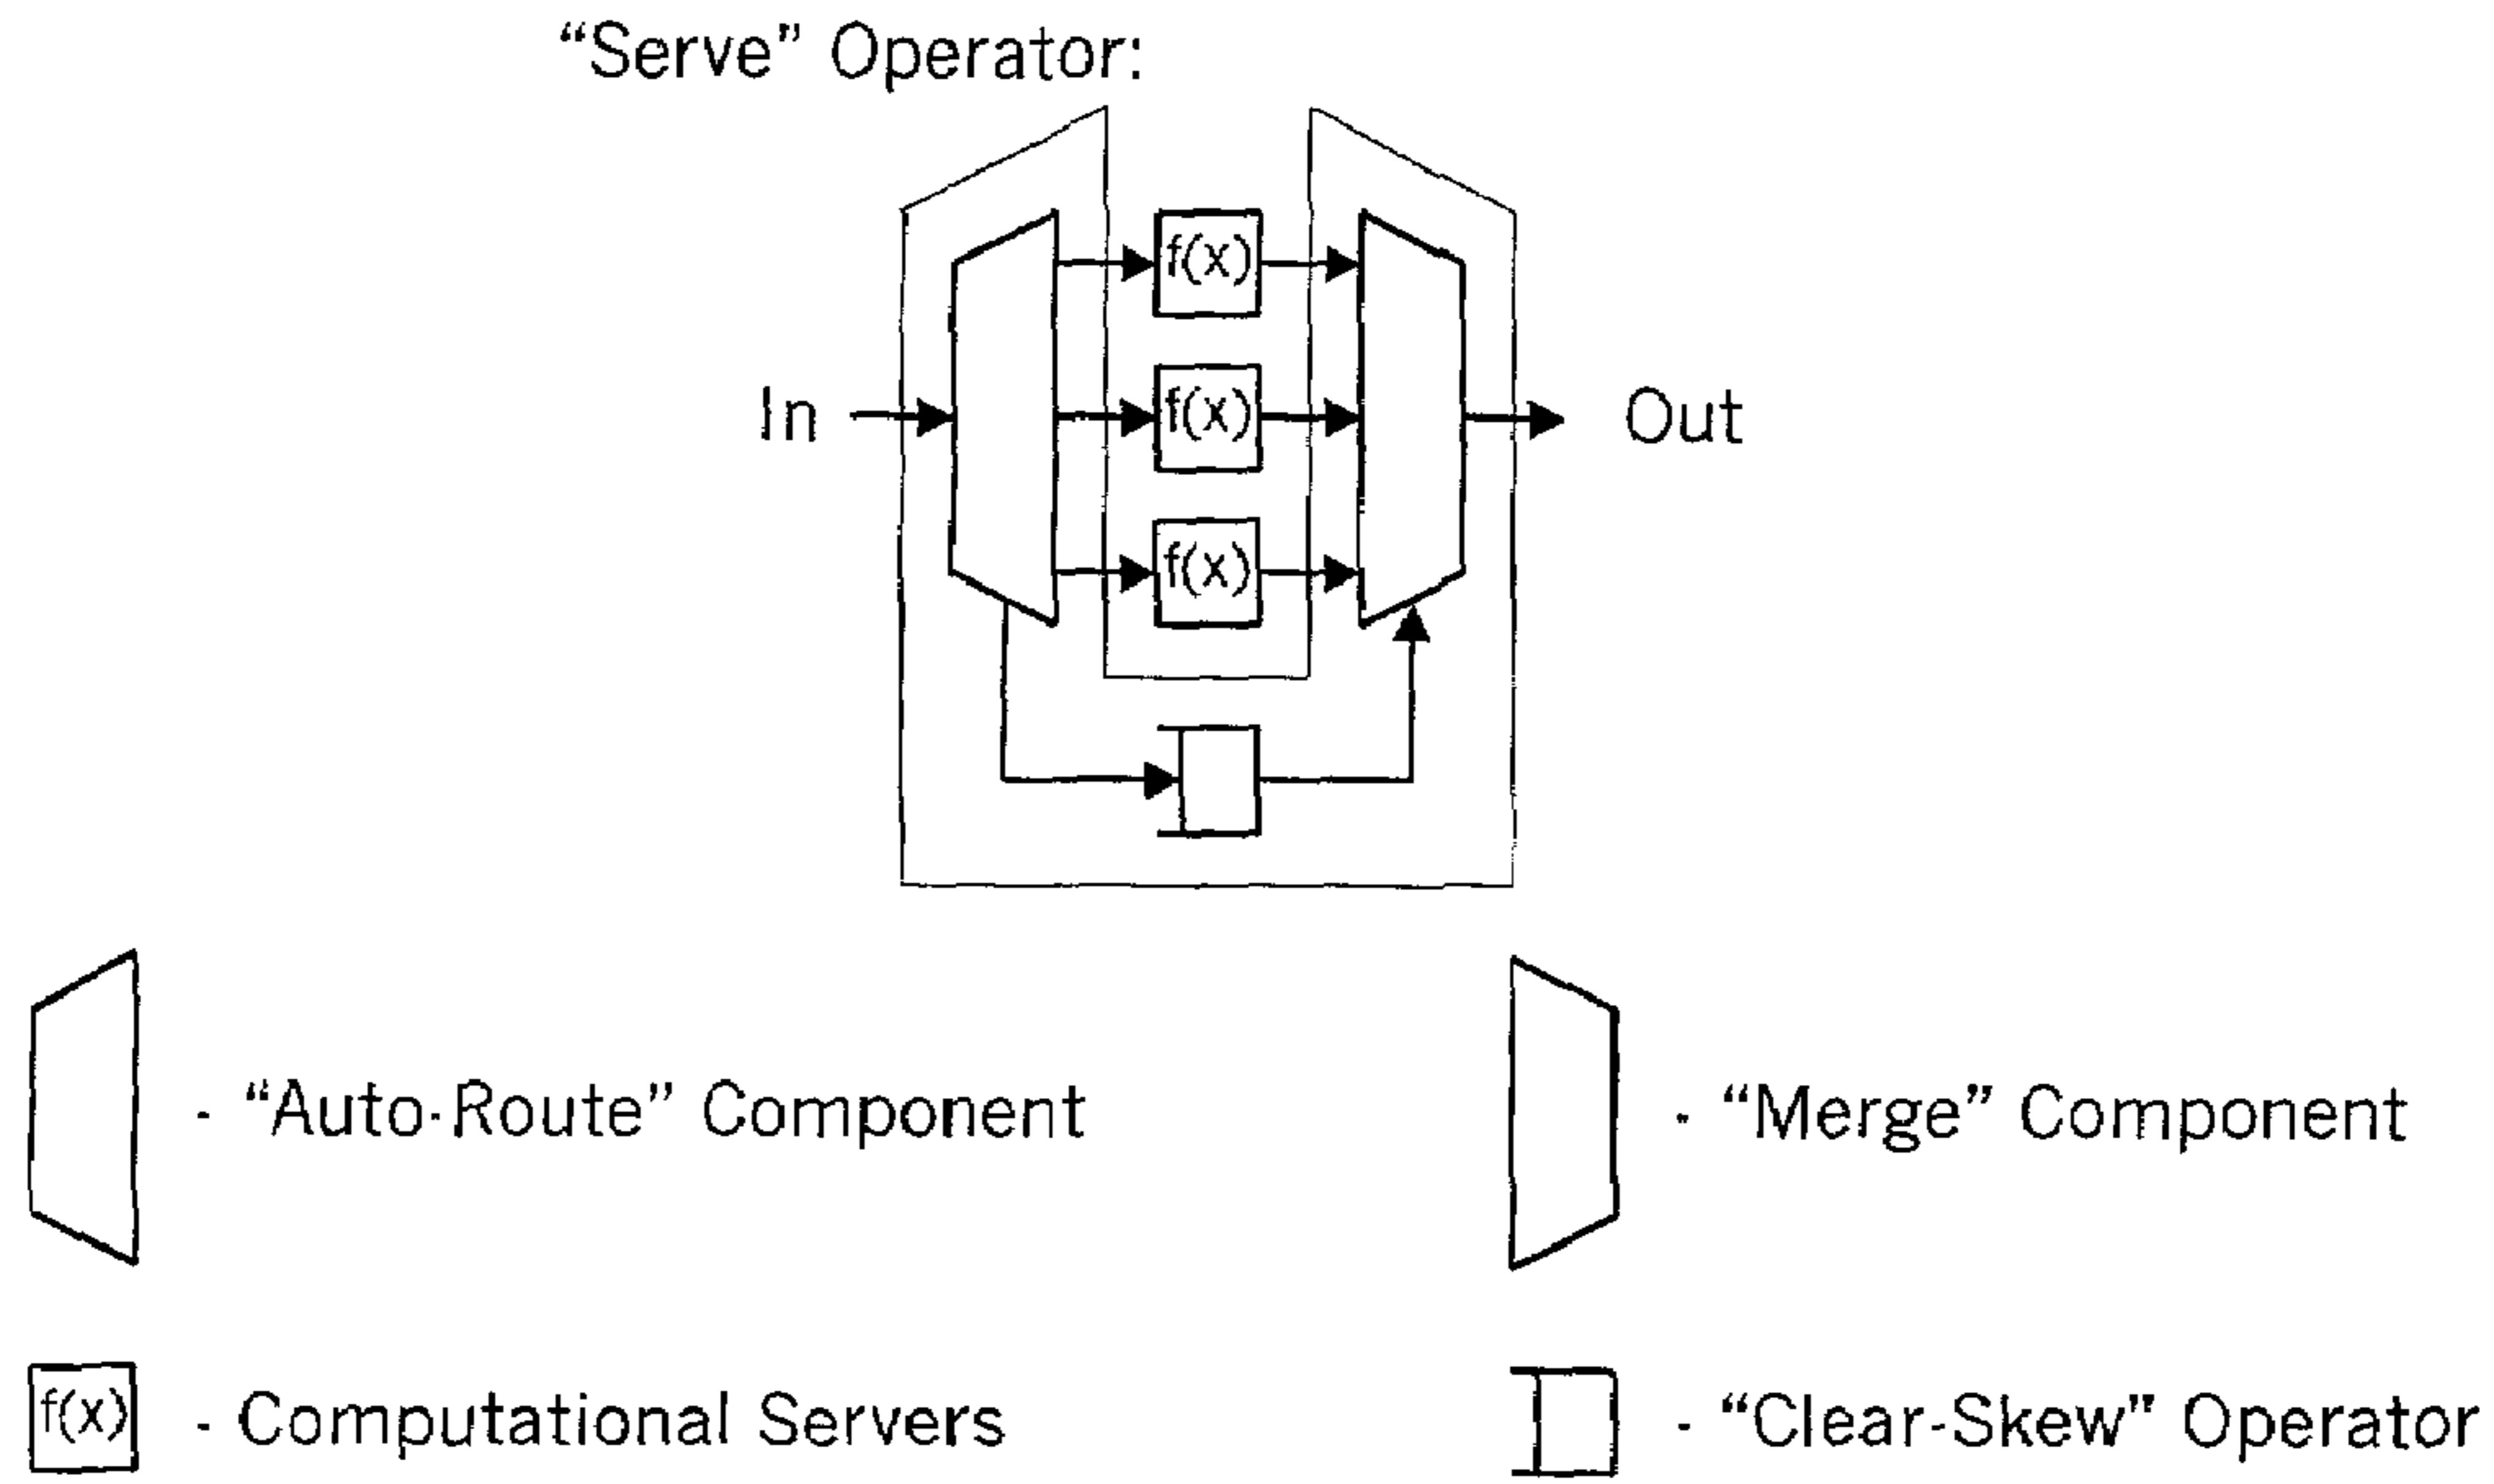 “Serve” Operator:
f(x)
In
f(x)
Out
f(x)
- “Auto-Route” Component
- “Merge” Component
f(x)
- Computational Servers
- “Clear-Skew” Operator